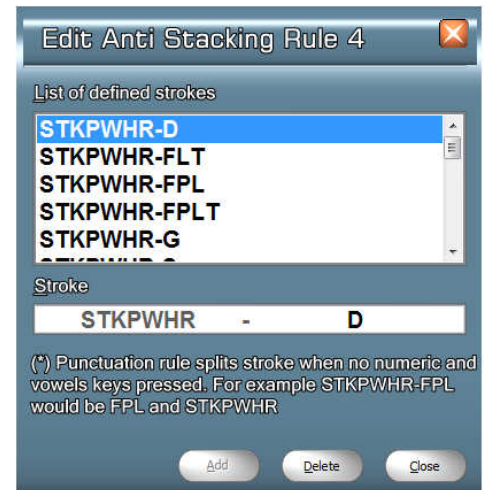 Edit Anti Stacking Rule 4
List of defined strokes
STKPWHR-D
STKPWHR-FLT
STKPWHR-FPL
STKPWHR-FPLT
STKPWHR-G
Stroke
STKPWHR - D
(*) Punctuation rule splits stroke when no numeric and
vowels keys pressed. For example STKPWHR-FPL
would be FPL and STKPWHR
Add Delete Close